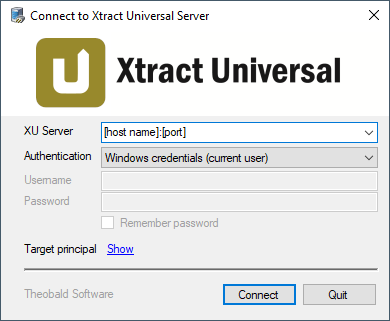 Connect to Xtract Universal Server
Xtract Universal
XU Server [host name]:[port]
Authentication Windows credentials (current user)
Username
Password
Remember password
Target principal Show
Theobald Software Connect Quit